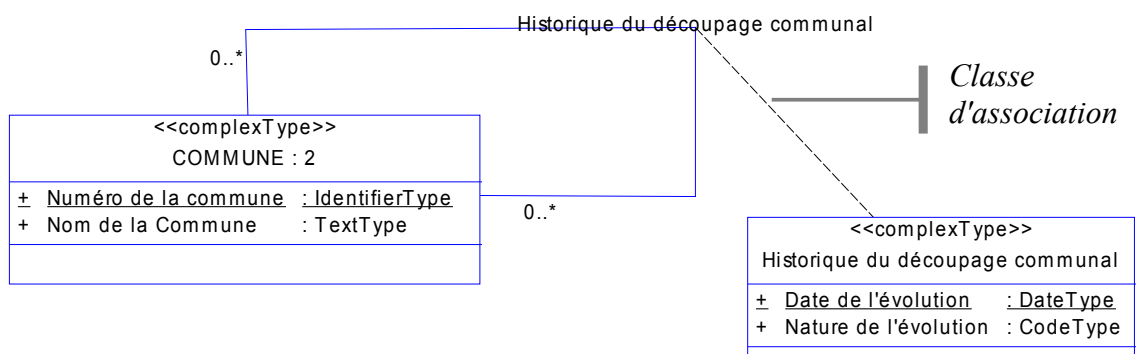 Historique du découpage communal
0..*
Classe
d'association
<<complexType>>
COMMUNE : 2
+ Numéro de la commune : IdentifierType
+ Nom de la Commune : TextType
0..*
<<complexType>>
Historique du découpage communal
+ Date de l'évolution : DateType
+ Nature de l'évolution : CodeType